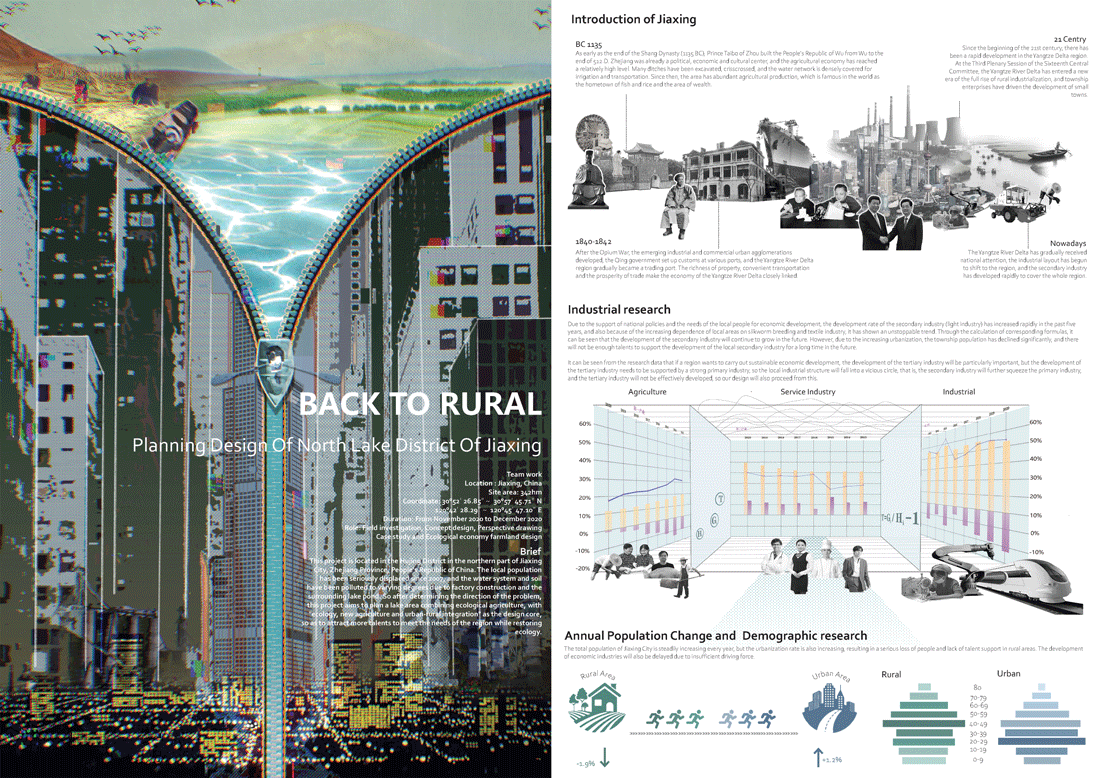 BACK TO RURAL
Planning Design Of North Lake District Of Jiaxing
Team work
Location : Jiaxing, China
Site area: 342hm
Coordinate: 30°52′ 26.85″ ~ 30°57′ 45.71″ N
120°42′ 28.29″ ~ 120°45′ 47.10″ E
Duration: From November 2020 to December 2020
Role: Field investigation, Concept design, Perspective drawing
Case study and Ecological economy farmland design
Brief
This project is located in the Xiujing District in the northern part of Jiaxing
City, Zhejiang Province, People's Republic of China. The local population
has been seriously displaced since 2007, and the water system and soil
have been polluted to varying degrees due to factory construction and the
surrounding lake pond. So after determining the direction of the problem,
this project aims to plan a lake area combining ecological agriculture, with
"ecology, new agriculture and urban-rural integration" as the design core,
so as to attract more talents to meet the needs of the region while restoring
ecology.
Introduction of Jiaxing
BC 1135
As early as the end of the Shang Dynasty (1135 BC), Prince Taibo of Zhou built the People's Republic of Wu from Wu to the
end of 522 D. Zhejiang was already a political, economic and cultural center, and the agricultural economy has reached
a relatively high level. Many ditches have been excavated, crisscrossed, and the water network is densely covered for
irrigation and transportation. Since then, the area has abundant agricultural production, which is famous in the world as
the hometown of fish and rice and the area of wealth.
21 Centry
Since the beginning of the 21st century, there has
been a rapid development in the Yangtze Delta region.
At the Third Plenary Session of the Sixteenth Central
Committee, the Yangtze River Delta has entered a new
era of the full rise of rural industrialization, and township
enterprises have driven the development of small
towns.
1840-1842
After the Opium War, the emerging industrial and commercial urban agglomerations
developed, the Qing government set up customs at various ports, and the Yangtze River Delta
region gradually became a trading part. The richness of property, convenient transportation
and the prosperity of trade make the economy of the Yangtze River Delta closely linked
Nowadays
The Yangtze River Delta has gradually received
national attention, the industrial layout has begun
to shift to the region, and the secondary industry
has developed rapidly to cover the whole region.
Industrial research
Due to the support of national policies and the needs of the local people for economic development, the development rate of the secondary industry (light industry) has increased rapidly in the past five
years, and also because of the increasing dependence of local areas on silkworm breeding and textile industry, it has shown an unstoppable trend. Through the calculation of corresponding formulas, it
can be seen that the development of the secondary industry will continue to grow in the future. However, due to the increasing urbanization, the township population has declined significantly, and there
will not be enough talents to support the development of the local secondary industry for a long time in the future.
It can be seen from the research data that if a region wants to carry out sustainable economic development, the development of the tertiary industry will be particularly important, but the development of
the tertiary industry needs to be supported by a strong primary industry, so the local industrial structure will fall into a vicious circle, that is, the secondary industry will further squeeze the primary industry,
and the tertiary industry will not be effectively developed, so our design will also proceed from this.
Agriculture
Service Industry
Industrial
60%
50%
40%
30%
20%
10%
0%
-10%
-20%
T
G
H
T=G/H-1
60%
50%
40%
30%
20%
10%
0%
-10%
Annual Population Change and Demographic research
The total population of Jiaxing City is steadily increasing every year, but the urbanization rate is also increasing, resulting in a serious loss of people and lack of talent support in rural areas. The development
of economic industries will also be delayed due to insufficient driving force.
Rural Area
-1.9%
Urban Area
+1.2%
Rural
Urban
80
70-79
60-69
50-59
40-49
30-39
20-29
10-19
0-9